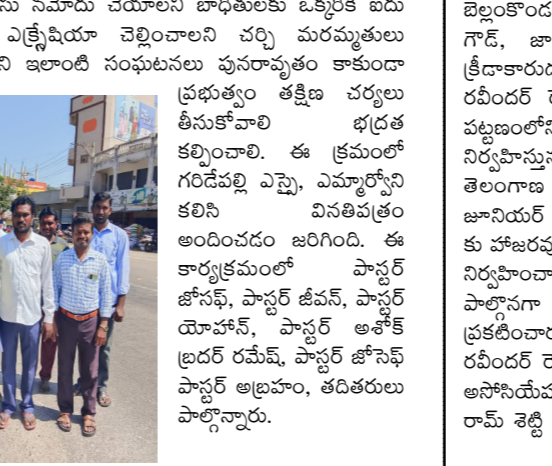 సు నమోదు చేయాలని బాధితులకు ఒక్కరికి ఐదు
ఎక్స్గ్రేషియా చెల్లించాలని చర్చి మరమ్మతులు
ని ఇలాంటి సంఘటనలు పునరావృతం కాకుండా
ప్రభుత్వం తక్షిణ చర్యలు
తీసుకోవాలి భద్రత
కల్పించాలి. ఈ క్రమంలో
గరిడేపల్లి ఎస్సై, ఎమ్మార్వోని
కలిసి వినతిపత్రం
అందించడం జరిగింది. ఈ
కార్యక్రమంలో పాస్టర్
జోసఫ్, పాస్టర్ జీవన్, పాస్టర్
యోహాన్, పాస్టర్ అశోక్
బ్రదర్ రమేష్, పాస్టర్ జోసెఫ్
పాస్టర్ అబ్రహం, తదితరులు
పాల్గొన్నారు.
బెల్లంకొండ
గౌడ్, జా
క్రీడాకారుడ
రవీందర్
పట్టణంలోని
నిర్వహిస్తున
తెలంగాణ
జూనియర్
కు హాజరవు
నిర్వహించా
పాల్గొనగా
ప్రకటించార
రవీందర్ రె
అసోసియేష
రామ్ శెట్టి